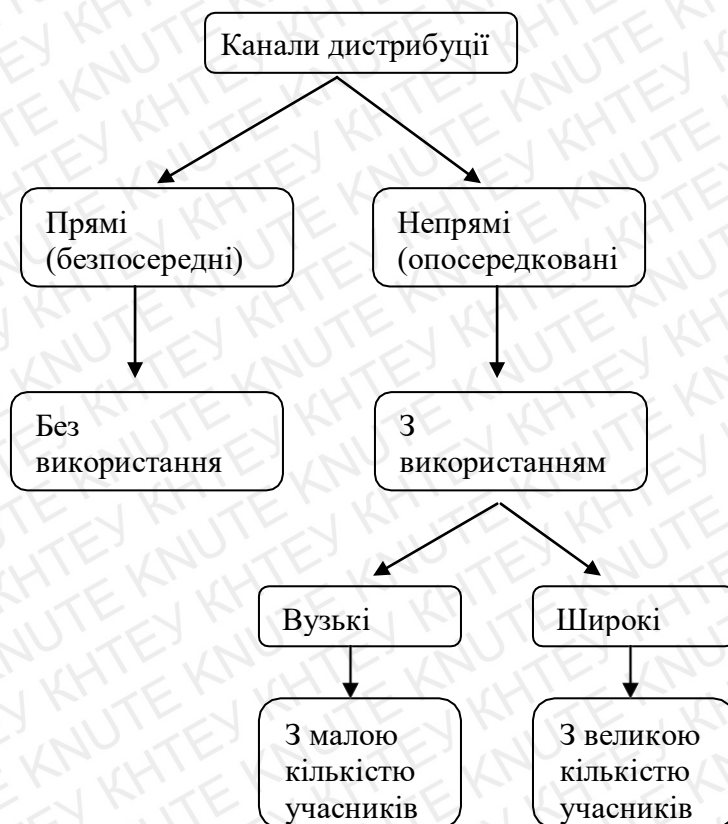 Канали дистрибуції
Прямі
(безпосередні)
Непрямі
(опосередковані
Без
використання
З
використанням
Вузькі
Широкі
З малою
кількістю
учасників
З великою
кількістю
учасників